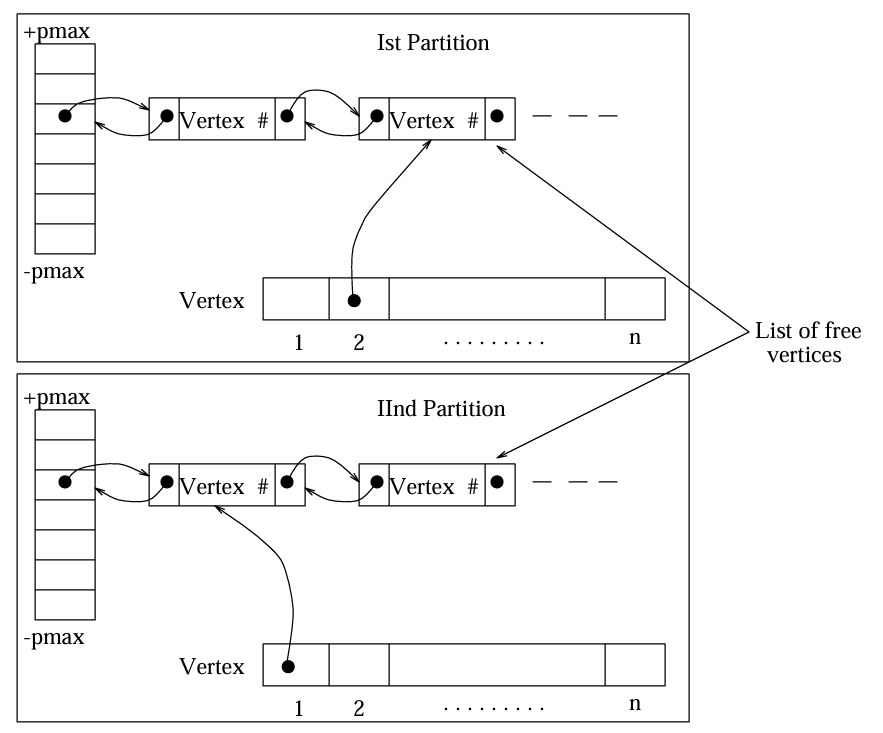 +pmax
Ist Partition
Vertex #
Vertex #
-pmax
Vertex
1 2 ......... n
List of free
vertices
+pmax
IInd Partition
Vertex #
Vertex #
-pmax
Vertex
1 2 ......... n